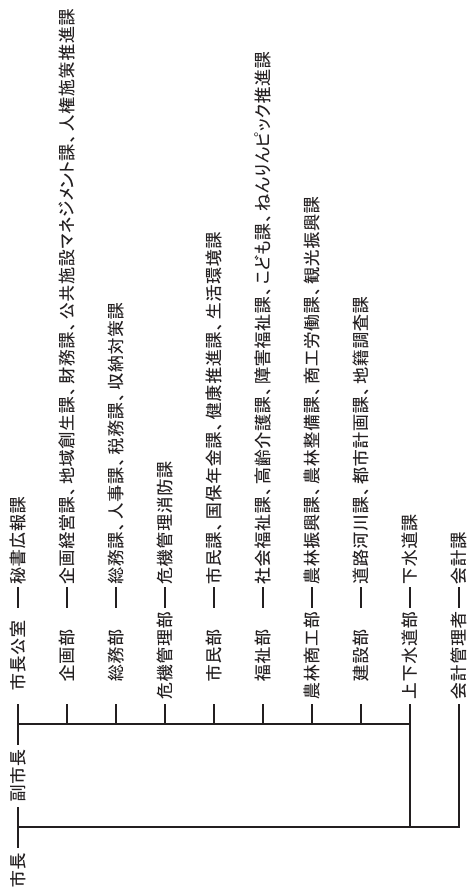 市長 副市長 市長公室 秘書広報課
企画部 企画経営課、地域創生課、財務課、公共施設マネジメント課、人権施策推進課
総務部 総務課、人事課、税務課、収納対策課
危機管理部 危機管理消防課
市民部 市民課、国保年金課、健康推進課、生活環境課
福祉部 社会福祉課、高齢介護課、障害福祉課、こども課、ねんりんピック推進課
農林商工部 農林振興課、農林整備課、商工労働課、観光振興課
建設部 道路河川課、都市計画課、地籍調査課
上下水道部 下水道課
会計管理者 会計課